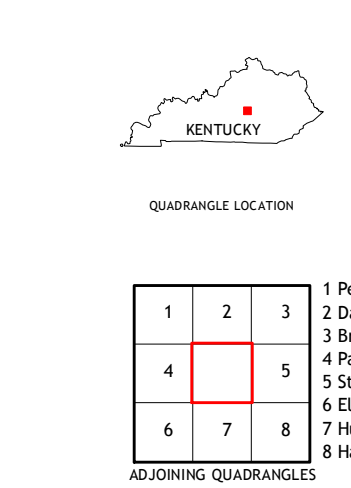 KENTUCKY
QUADRANGLE LOCATION
1 2 3
4 5
6 7 8
1 Pe
2 Da
3 Br
4 Pa
5 St
6 El
7 Hu
8 Ha
ADJOINING QUADRANGLES